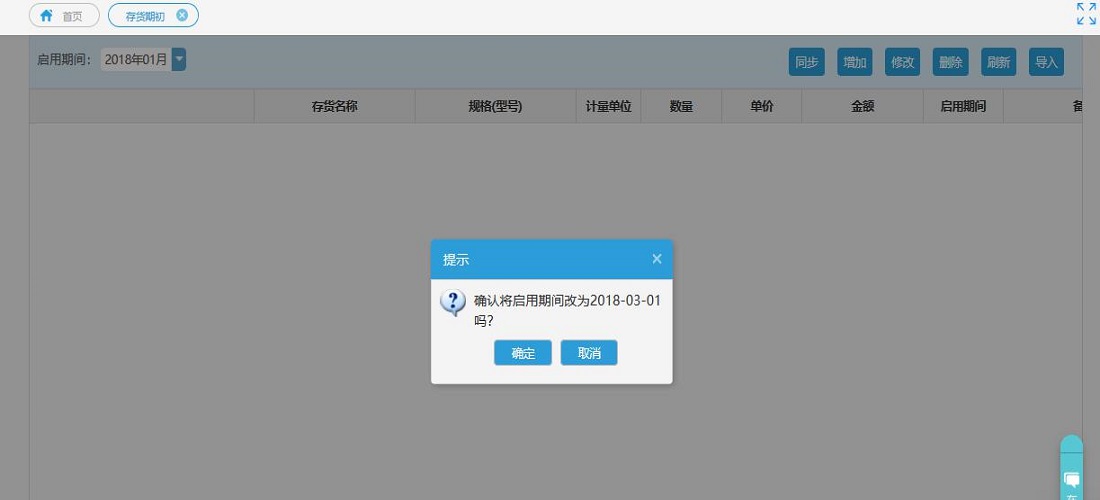 首页
存货期初
启用期间：
2018年01月
同步
增加
修改
删除
刷新
导入
存货名称
规格(型号)
计量单位
数量
单价
金额
启用期间
备
提示
确认将启用期间改为2018-03-01
吗?
确定
取消